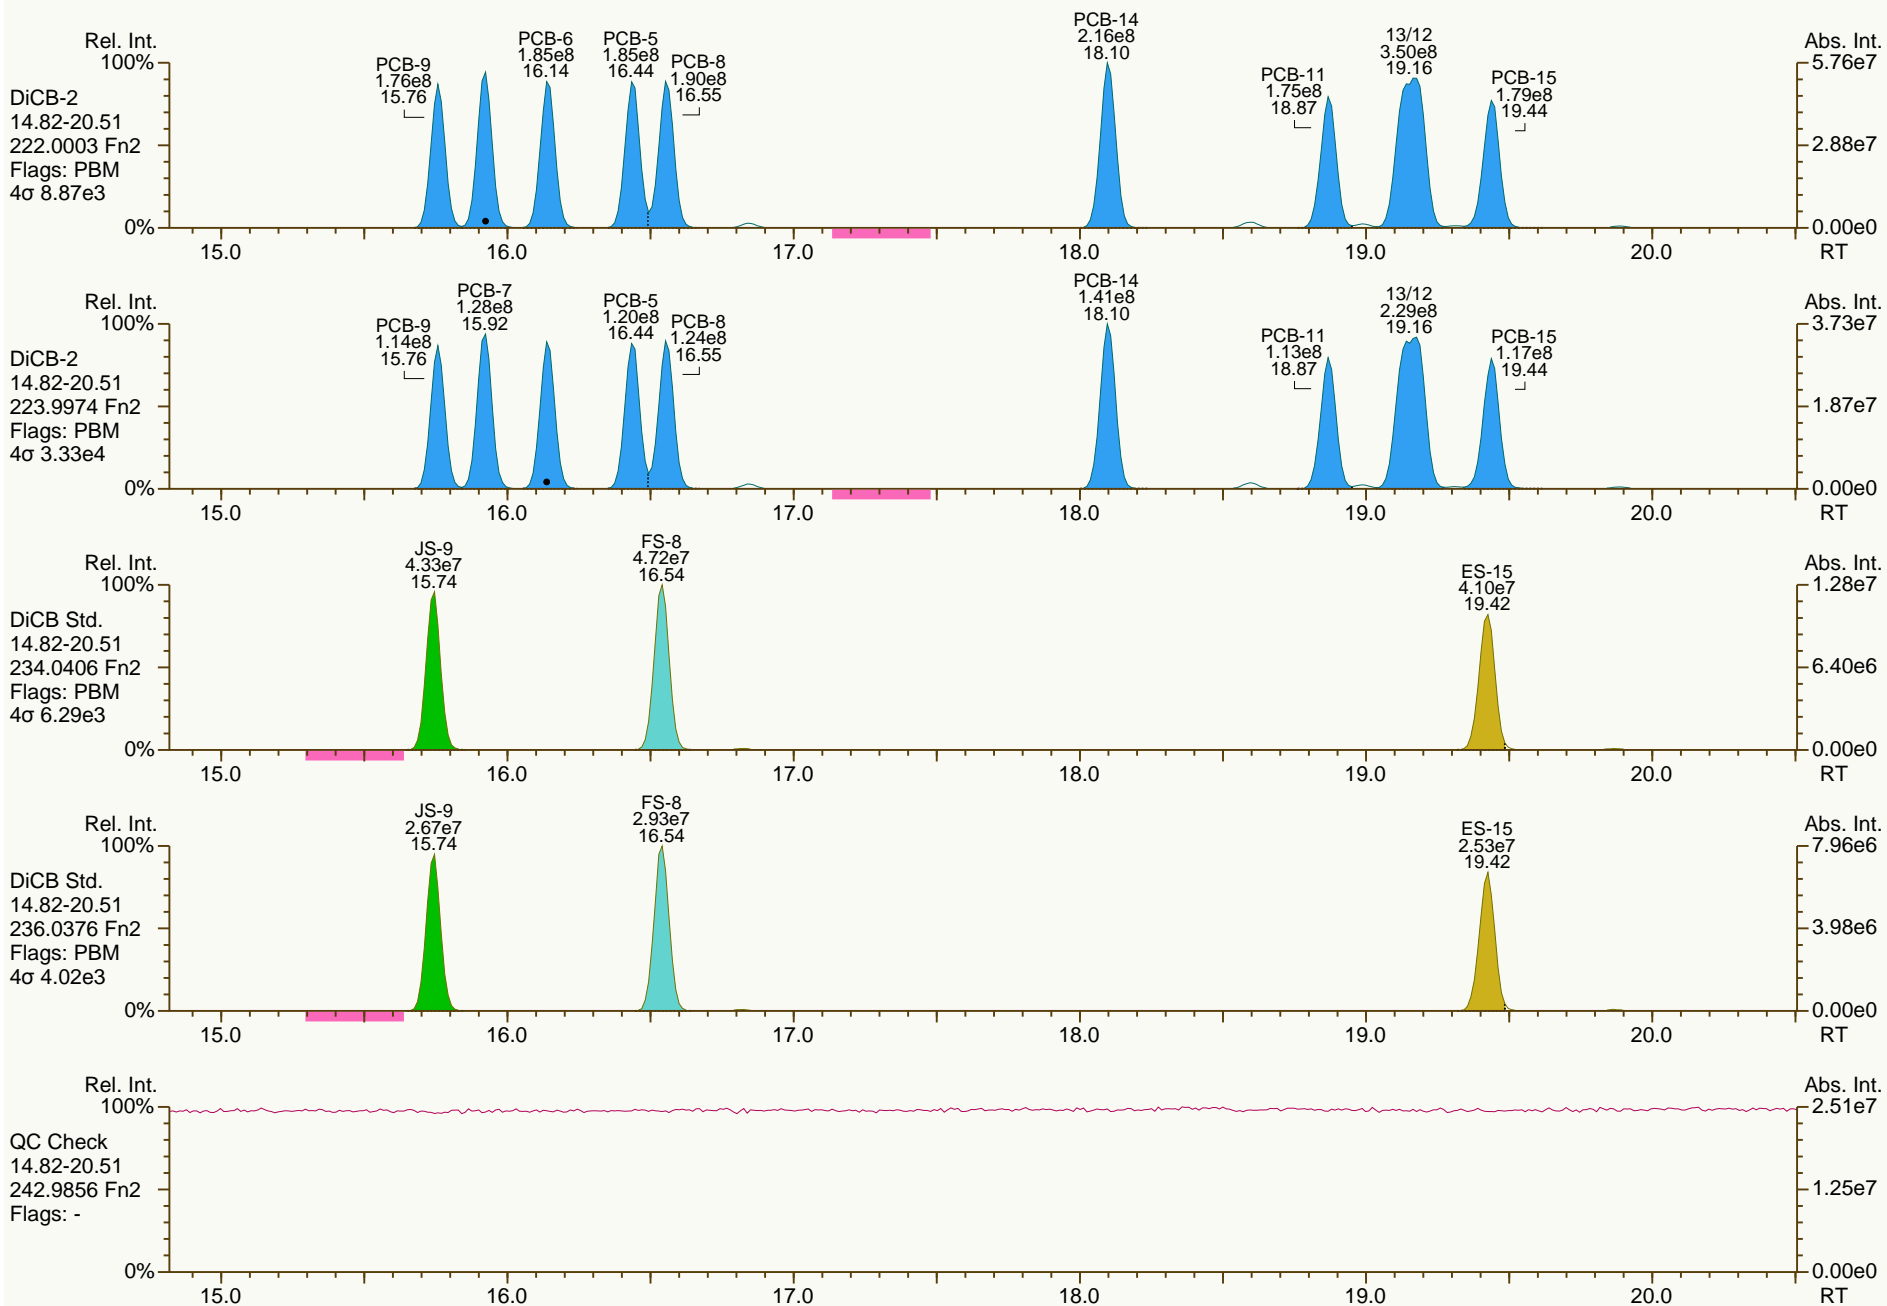 Rel. Int.
100%
0%
DiCB-2
14.82-20.51
222.0003 Fn2
Flags: PBM
4σ 8.87e3
PCB-9
1.76e8
15.76
PCB-6
1.85e8
16.14
PCB-5
1.85e8
16.44
PCB-8
1.90e8
16.55
PCB-14
2.16e8
18.10
PCB-11
1.75e8
18.87
13/12
3.50e8
19.16
PCB-15
1.79e8
19.44
Abs. Int.
5.76e7
2.88e7
0.00e0
15.0 16.0 17.0 18.0 19.0 20.0 RT
Rel. Int.
100%
0%
DiCB-2
14.82-20.51
223.9974 Fn2
Flags: PBM
4σ 3.33e4
PCB-9
1.14e8
15.76
PCB-7
1.28e8
15.92
PCB-5
1.20e8
16.44
PCB-8
1.24e8
16.55
PCB-14
1.41e8
18.10
PCB-11
1.13e8
18.87
13/12
2.29e8
19.16
PCB-15
1.17e8
19.44
Abs. Int.
3.73e7
1.87e7
0.00e0
15.0 16.0 17.0 18.0 19.0 20.0 RT
Rel. Int.
100%
0%
DiCB Std.
14.82-20.51
234.0406 Fn2
Flags: PBM
4σ 6.29e3
JS-9
4.33e7
15.74
FS-8
4.72e7
16.54
ES-15
4.10e7
19.42
Abs. Int.
1.28e7
6.40e6
0.00e0
15.0 16.0 17.0 18.0 19.0 20.0 RT
Rel. Int.
100%
0%
DiCB Std.
14.82-20.51
236.0376 Fn2
Flags: PBM
4σ 4.02e3
JS-9
2.67e7
15.74
FS-8
2.93e7
16.54
ES-15
2.53e7
19.42
Abs. Int.
7.96e6
3.98e6
0.00e0
15.0 16.0 17.0 18.0 19.0 20.0 RT
Rel. Int.
100%
0%
QC Check
14.82-20.51
242.9856 Fn2
Flags: -
Abs. Int.
2.51e7
1.25e7
0.00e0
15.0 16.0 17.0 18.0 19.0 20.0 RT